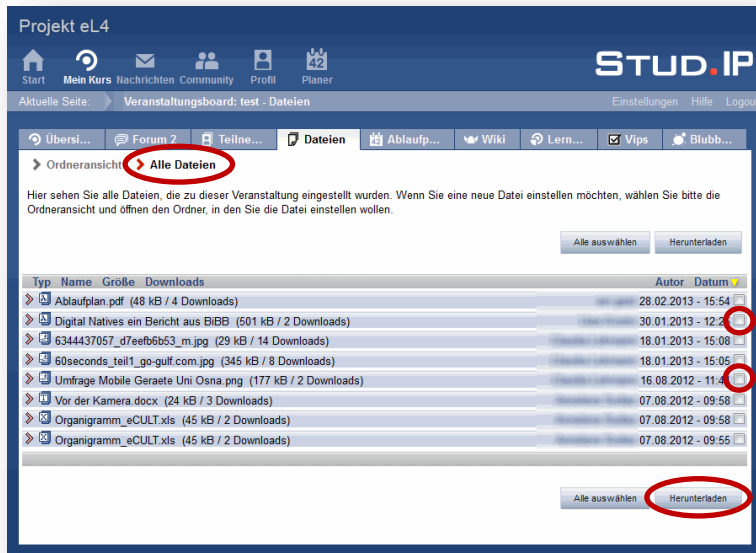 Projekt eL4
42
Start Mein Kurs Nachrichten Community Profil Planer
STUD.IP
Aktuelle Seite: Veranstaltungsboard: test - Dateien Einstellungen Hilfe Logou
Übersi... Forum 2 Teilne... Dateien Ablaufp... Wiki Lern... Vips Blubb...
Ordneransicht Alle Dateien
Hier sehen Sie alle Dateien, die zu dieser Veranstaltung eingestellt wurden. Wenn Sie eine neue Datei einstellen möchten, wählen Sie bitte die
Ordneransicht und öffnen den Ordner, in den Sie die Datei einstellen wollen.
Alle auswählen Herunterladen
Typ Name Größe Downloads Autor Datum
Ablaufplan.pdf (48 kB / 4 Downloads) 28.02.2013 - 15:54
Digital Natives ein Bericht aus BiBB (501 kB / 2 Downloads) 30.01.2013 -
6344437057_d7eefb6b53_m.jpg (29 kB / 14 Downloads) 18.01.2013 - 15:08
60seconds_teil1_go-gulf.com.jpg (345 kB / 8 Downloads) 18.01.2013 - 15:05
Umfrage Mobile Geraete Uni Osna.png (177 kB / 2 Downloads) 16.08.2012 -
Vor der Kamera.docx (24 kB / 3 Downloads) 07.08.2012 - 09:58
Organigramm_eCULT.xls (45 kB / 2 Downloads) 07.08.2012 - 09:58
Organigramm_eCULT.xls (45 kB / 2 Downloads) 07.08.2012 - 09:55
Alle auswählen Herunterladen